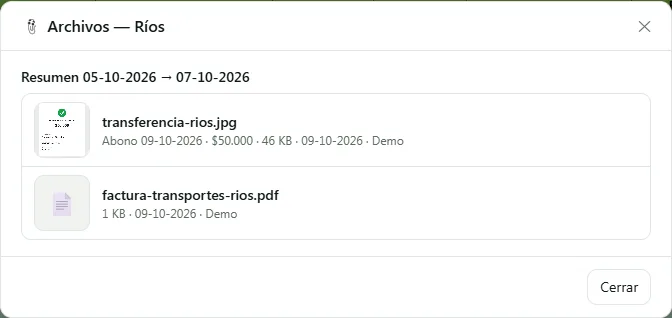 Archivos — Ríos
Resumen 05-10-2026 → 07-10-2026
transferencia-rios.jpg
Abono 09-10-2026 · $50.000 · 46 KB · 09-10-2026 · Demo
factura-transportes-rios.pdf
1 KB · 09-10-2026 · Demo
Cerrar